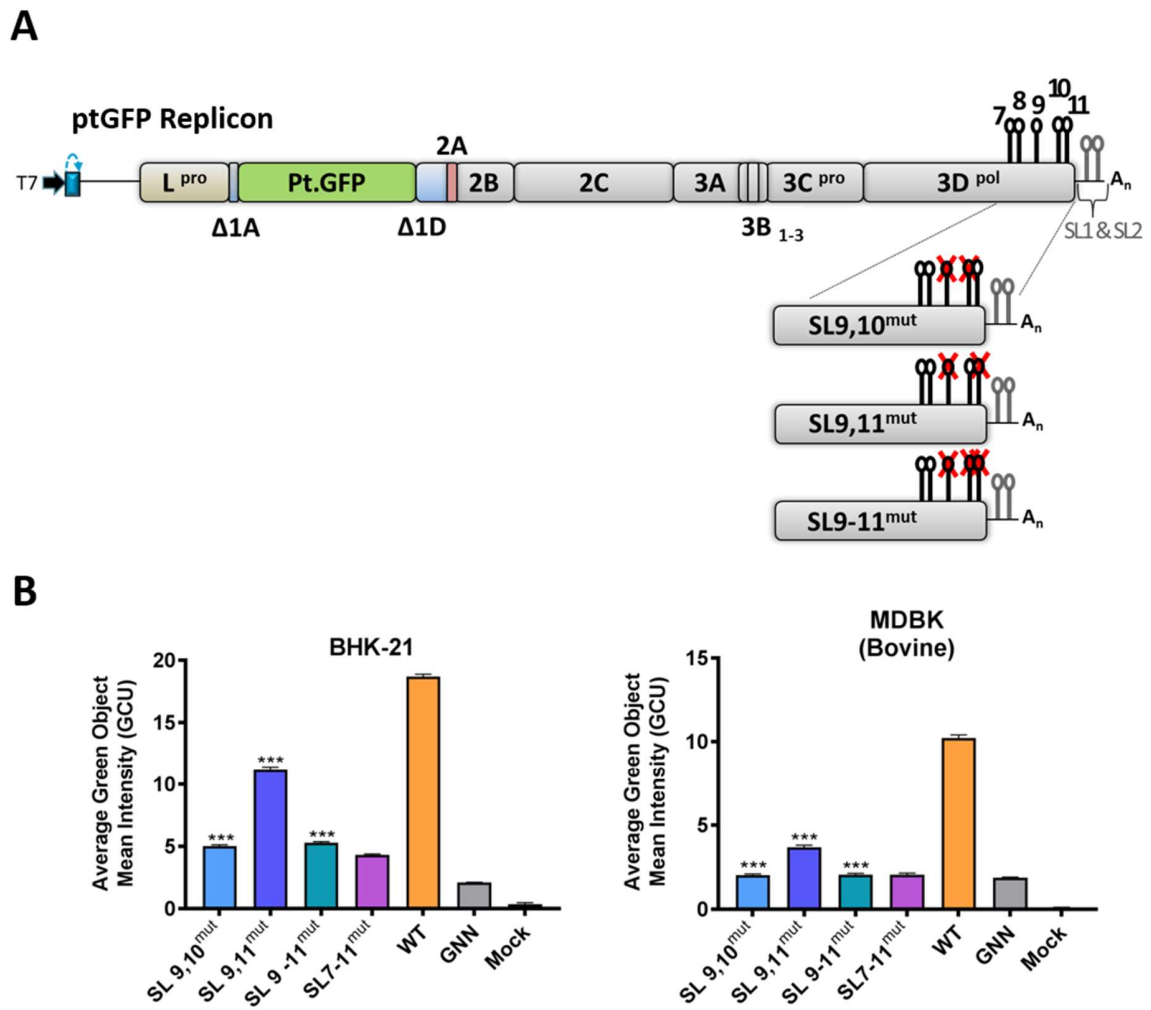 A
ptGFP Replicon
7 8 9 10 11
2A
T7
L pro
Pt.GFP
2B
2C
3A
3C pro
3D pol
An
Δ1A
Δ1D
3B 1-3
SL1 & SL2
SL9,10mut
An
SL9,11mut
An
SL9-11mut
An
B
BHK-21
Average Green Object
Mean Intensity (GCU)
20
15
10
5
0
***
***
***
SL 9,10mut
SL 9,11mut
SL 9 -11mut
SL7-11mut
WT
GNN
Mock
MDBK
(Bovine)
Average Green Object
Mean Intensity (GCU)
15
10
5
0
***
***
***
SL 9,10mut
SL 9,11mut
SL 9-11mut
SL7-11mut
WT
GNN
Mock